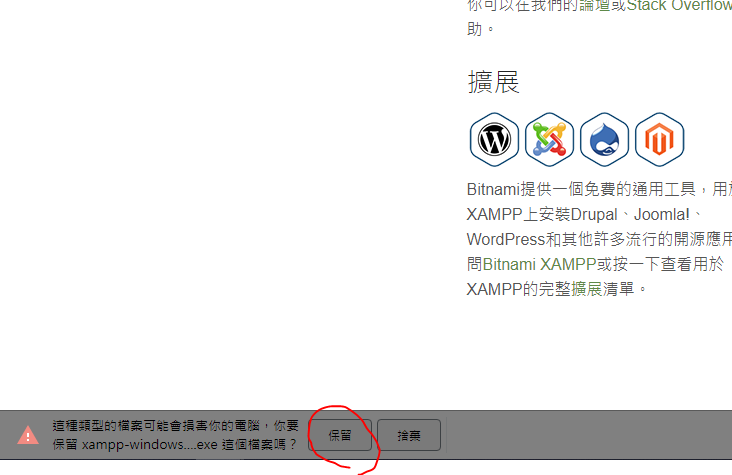 你可以在我們的論壇或Stack Overflow
助。
擴展
Bitnami提供一個免費的通用工具，用於
XAMPP上安裝Drupal、Joomla!、
WordPress和其他許多流行的開源應用
問Bitnami XAMPP或按一下查看用於
XAMPP的完整擴展清單。
這種類型的檔案可能會損害你的電腦，你要
保留 xampp-windows....exe 這個檔案嗎？
保留
捨棄